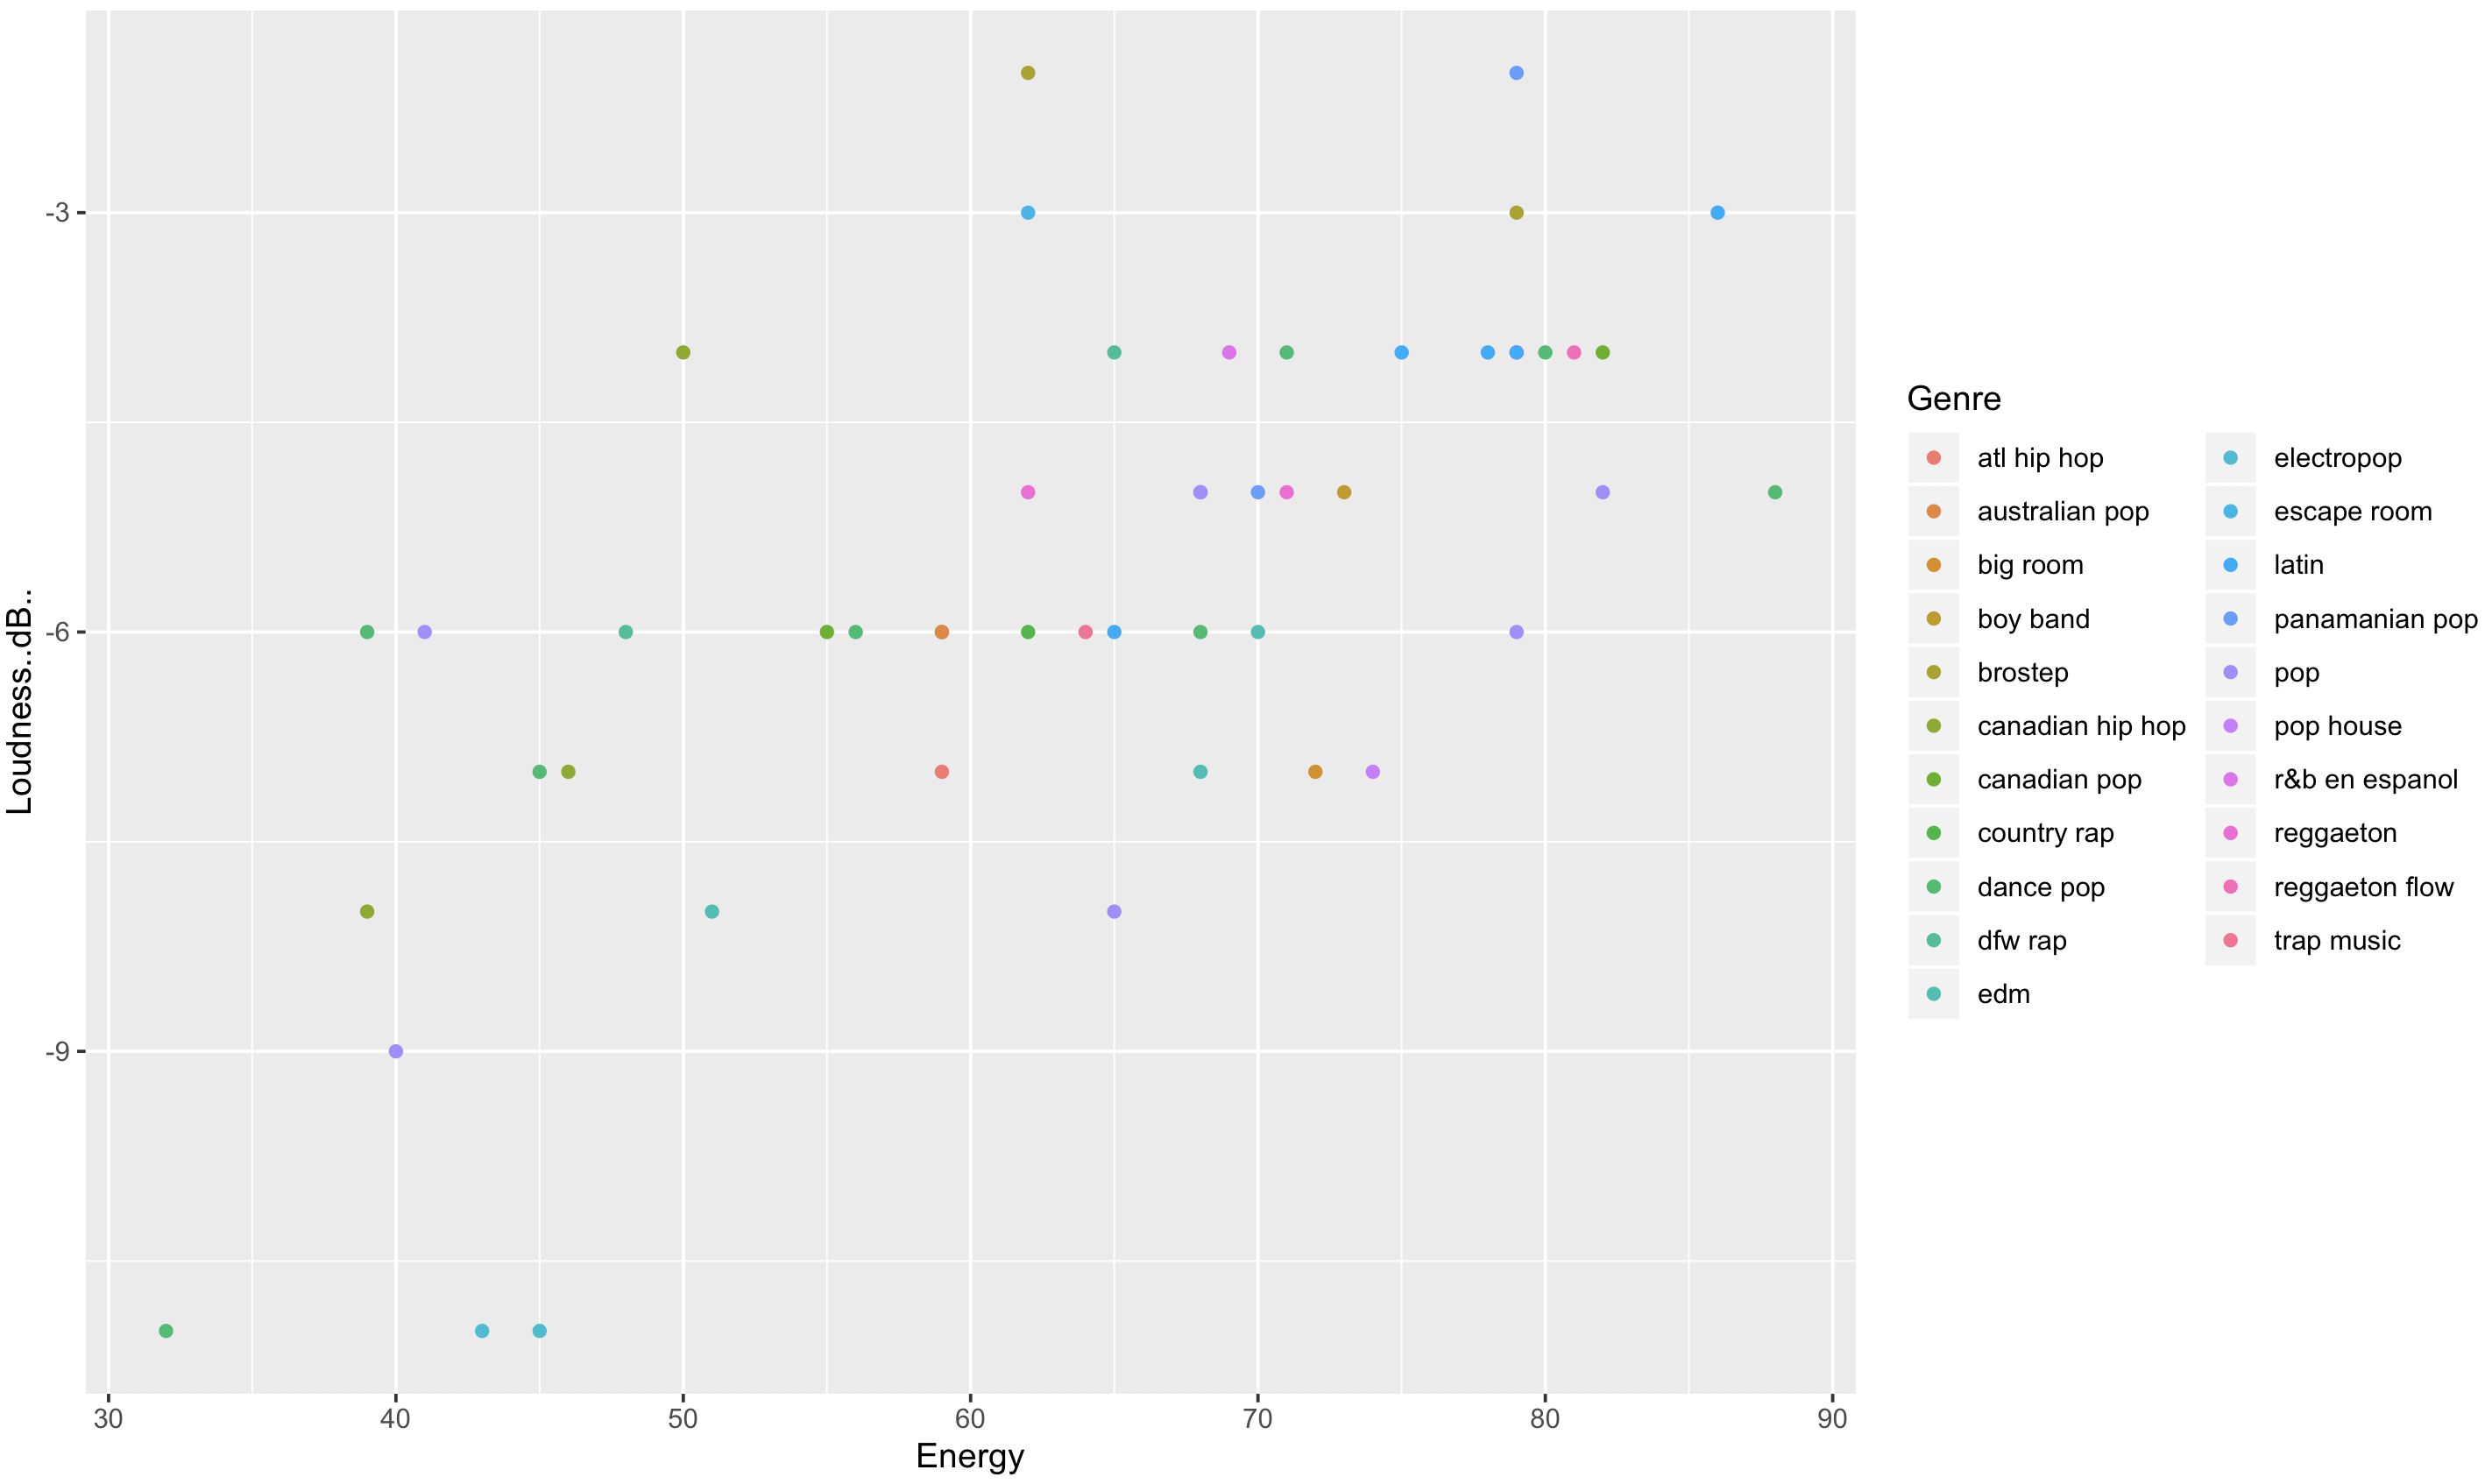 Loudness..dB..
-3
-6
-9
30 40 50 60 70 80 90
Energy
Genre
atl hip hop
australian pop
big room
boy band
brostep
canadian hip hop
canadian pop
country rap
dance pop
dfw rap
edm
electropop
escape room
latin
panamanian pop
pop
pop house
r&b en espanol
reggaeton
reggaeton flow
trap music